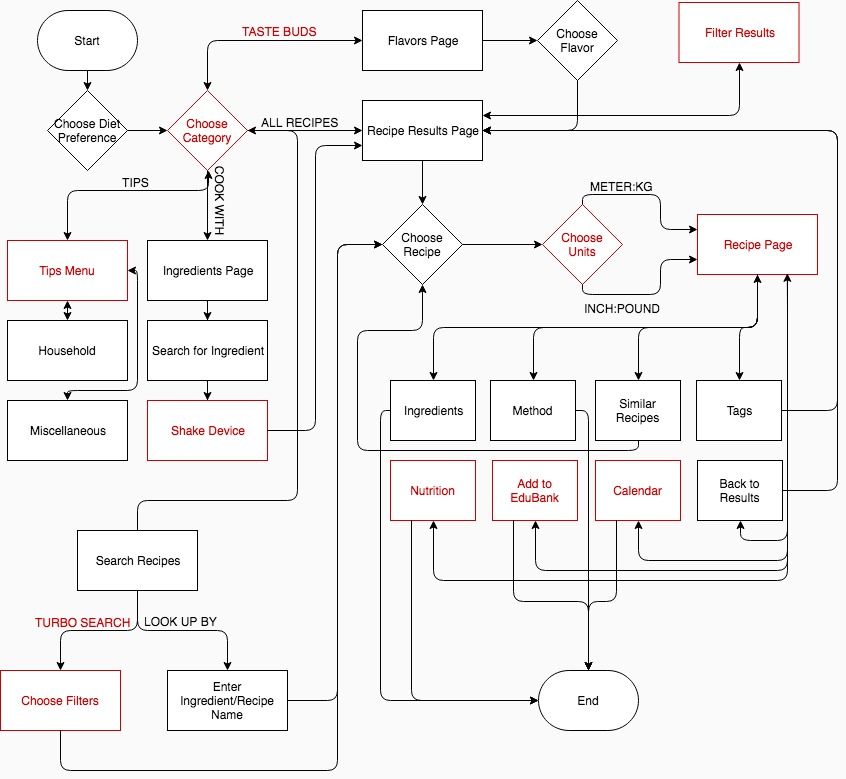 Start
TASTE BUDS
Flavors Page
Choose
Flavor
Filter Results
Choose Diet
Preference
Choose
Category
ALL RECIPES
Recipe Results Page
TIPS
COOK WITH
METER:KG
Tips Menu
Ingredients Page
Choose
Recipe
Choose
Units
Recipe Page
INCH:POUND
Household
Search for Ingredient
Miscellaneous
Shake Device
Ingredients
Method
Similar
Recipes
Tags
Nutrition
Add to
EduBank
Calendar
Back to
Results
Search Recipes
TURBO SEARCH
LOOK UP BY
Choose Filters
Enter
Ingredient/Recipe
Name
End